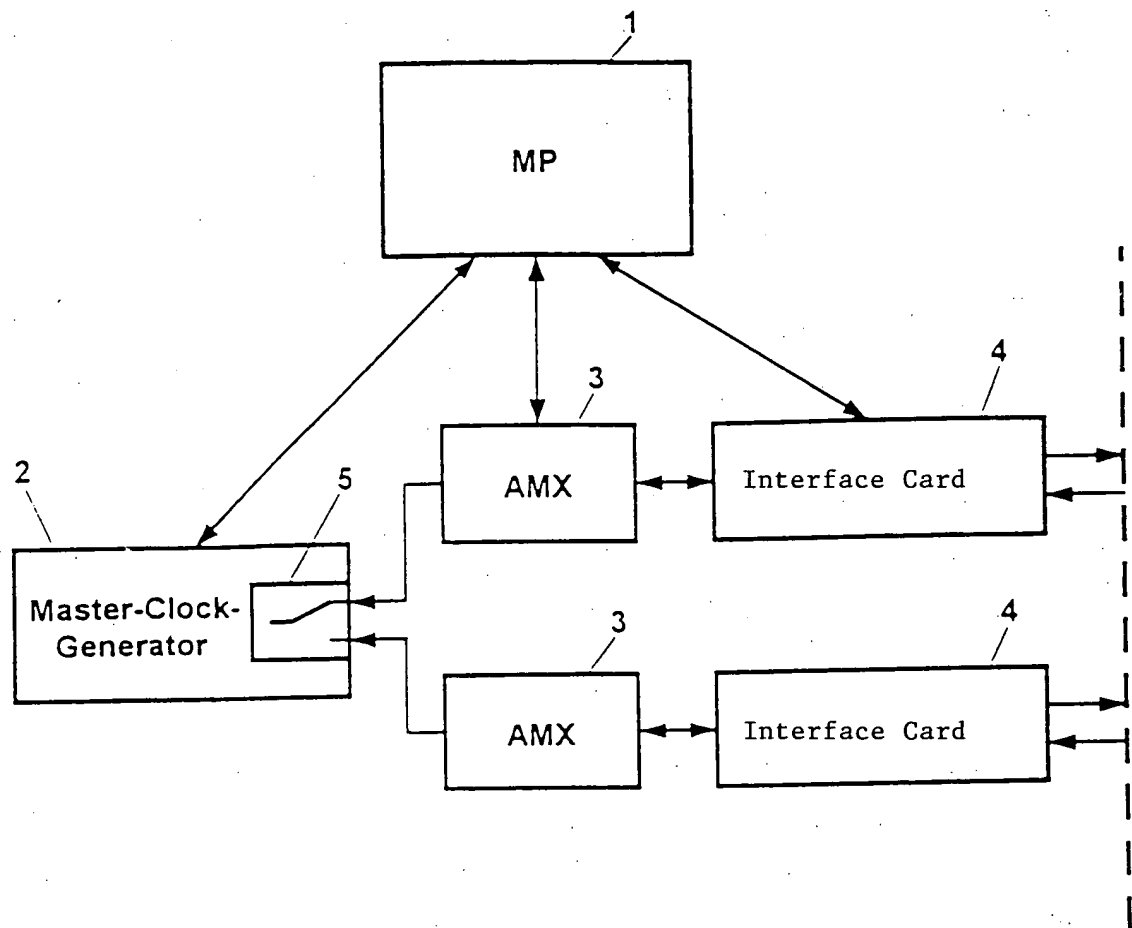 1
MP
4
3
2
5
AMX
Interface Card
Master-Clock-
Generator
3
4
AMX
Interface Card